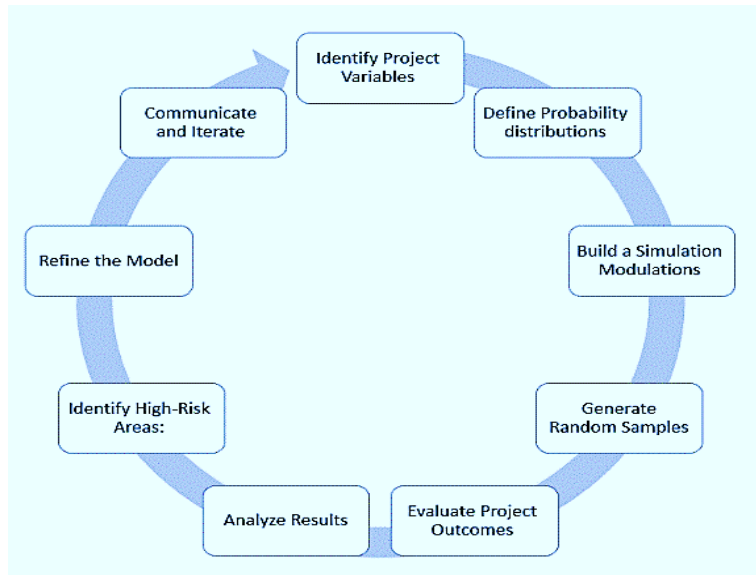 Identify Project
Variables
Define Probability
distributions
Build a Simulation
Modulations
Generate
Random Samples
Evaluate Project
Outcomes
Analyze Results
Identify High-Risk
Areas:
Refine the Model
Communicate
and Iterate